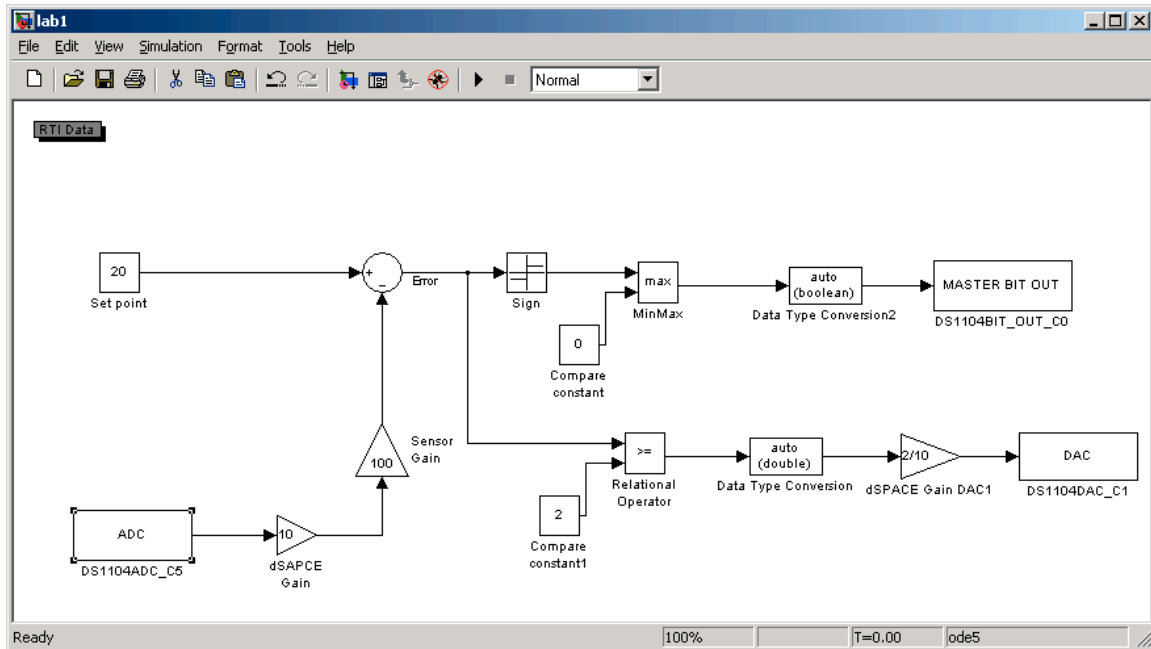 lab1
File Edit View Simulation Format Tools Help
Normal
RTI Data
20
Set point
+
-
Error
Sign
max
MinMax
0
Compare
constant
auto
(boolean)
Data Type Conversion2
MASTER BIT OUT
DS1104BIT_OUT_C0
100
Sensor
Gain
ADC
DS1104ADC_C5
10
dSAPCE
Gain
>=
Relational
Operator
2
Compare
constant1
auto
(double)
Data Type Conversion
2/10
dSPACE Gain DAC1
DAC
DS1104DAC_C1
Ready
100%
T=0.00
ode5